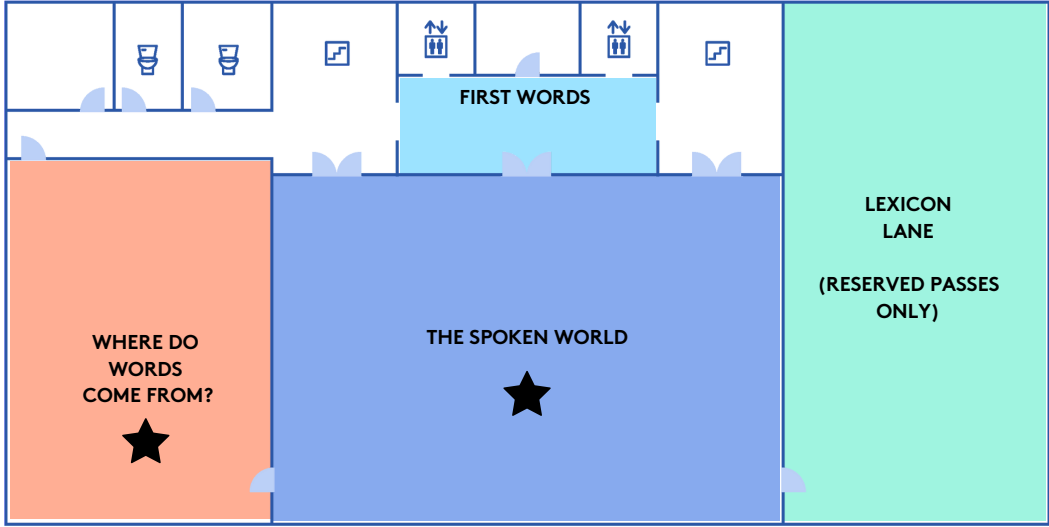 FIRST WORDS
LEXICON
LANE
(RESERVED PASSES
ONLY)
WHERE DO
WORDS
COME FROM?
THE SPOKEN WORLD